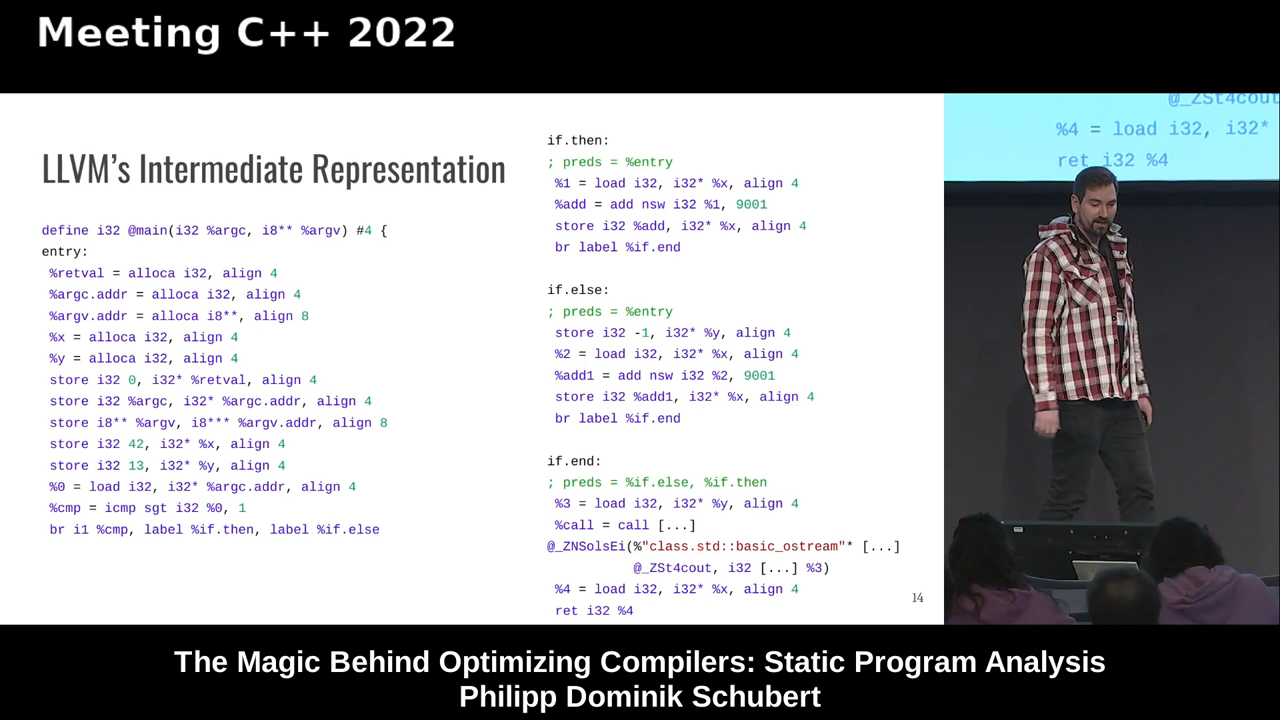 Meeting C++ 2022
LLVM's Intermediate Representation
define i32 @main(i32 %argc, i8** %argv) #4 {
entry:
%retval = alloca i32, align 4
%argc.addr = alloca i32, align 4
%argv.addr = alloca i8**, align 8
%x = alloca i32, align 4
%y = alloca i32, align 4
store i32 0, i32* %retval, align 4
store i32 %argc, i32* %argc.addr, align 4
store i8** %argv, i8*** %argv.addr, align 8
store i32 42, i32* %x, align 4
store i32 13, i32* %y, align 4
%0 = load i32, i32* %argc.addr, align 4
%cmp = icmp sgt i32 %0, 1
br i1 %cmp, label %if.then, label %if.else
if.then:
; preds = %entry
%1 = load i32, i32* %x, align 4
%add = add nsw i32 %1, 9001
store i32 %add, i32* %x, align 4
br label %if.end
if.else:
; preds = %entry
store i32 -1, i32* %y, align 4
%2 = load i32, i32* %x, align 4
%add1 = add nsw i32 %2, 9001
store i32 %add1, i32* %x, align 4
br label %if.end
if.end:
; preds = %if.else, %if.then
%3 = load i32, i32* %y, align 4
%call = call [...]
@_ZNSolsEi(%"class.std::basic_ostream"* [...]
@_ZSt4cout, i32 [...] %3)
%4 = load i32, i32* %x, align 4
ret i32 %4
14
@_ZSt4cout
%4 = load i32, i32*
ret i32 %4
The Magic Behind Optimizing Compilers: Static Program Analysis
Philipp Dominik Schubert